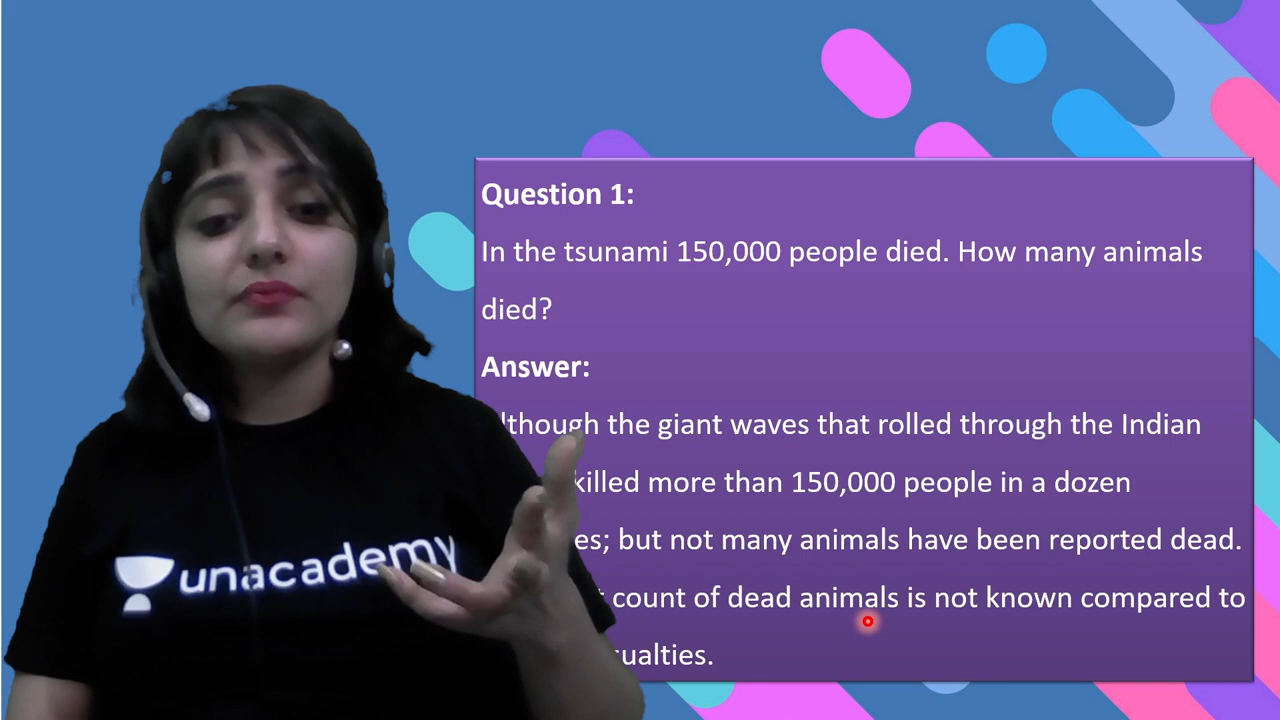 Question 1:
In the tsunami 150,000 people died. How many animals
died?
Answer:
though the giant waves that rolled through the Indian
killed more than 150,000 people in a dozen
es; but not many animals have been reported dead.
count of dead animals is not known compared to
ualties.
unacademy